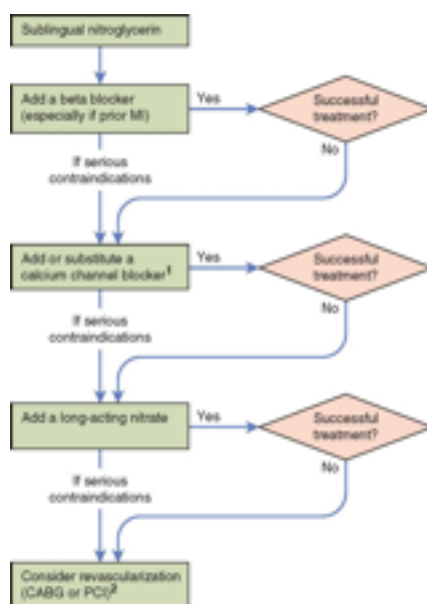 Sublingual nitroglycerin
Add a beta blocker
(especially if prior MI)
Yes
Successful
treatment?
No
If serious
contraindications
Add or substitute a
calcium channel blocker¹
Yes
Successful
treatment?
No
If serious
contraindications
Add a long-acting nitrate
Yes
Successful
treatment?
No
If serious
contraindications
Consider revascularization
(CABG or PCI)²